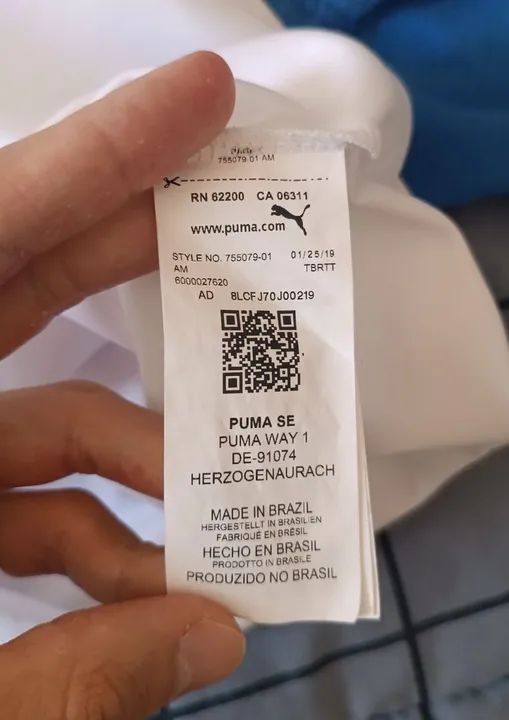 755079 01 AM
RN 62200 CA 06311
www.puma.com
STYLE NO. 755079-01 01/25/19
AM TBRTT
6000027620
AD 8LCFJ70J00219
PUMA SE
PUMA WAY 1
DE-91074
HERZOGENAURACH
MADE IN BRAZIL
HERGESTELLT IN BRASILIEN
FABRIQUÉ EN BRÉSIL
HECHO EN BRASIL
PRODOTTO IN BRASILE
PRODUZIDO NO BRASIL